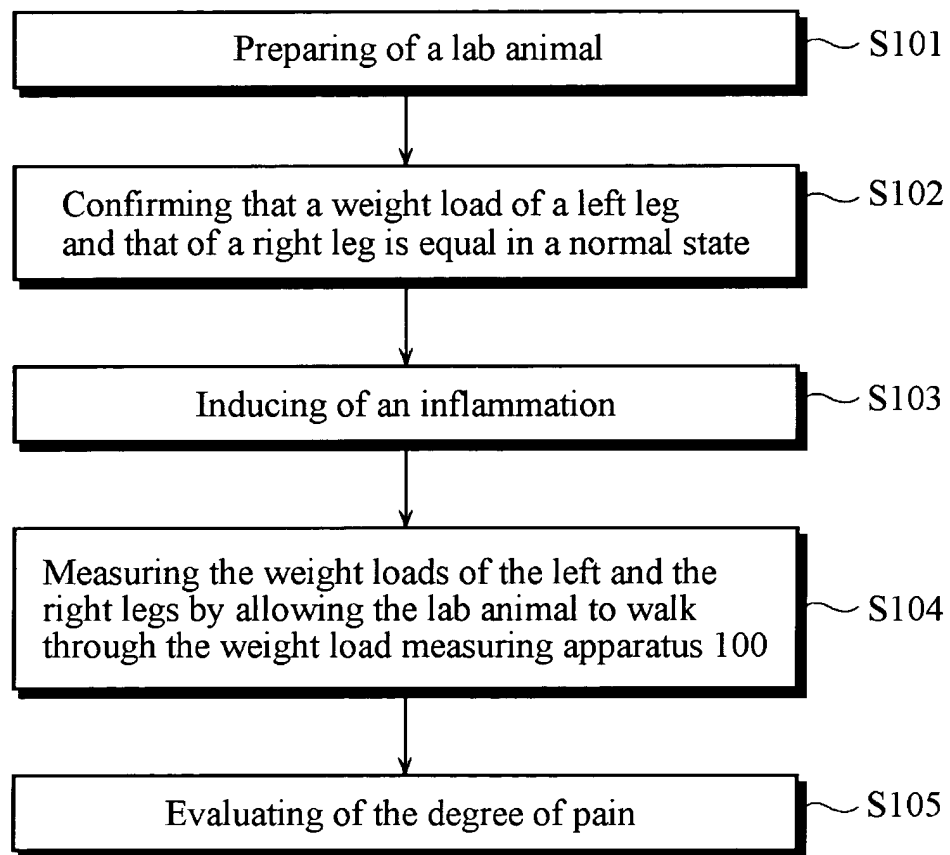 Preparing of a lab animal
S101
Confirming that a weight load of a left leg
and that of a right leg is equal in a normal state
S102
Inducing of an inflammation
S103
Measuring the weight loads of the left and the
right legs by allowing the lab animal to walk
through the weight load measuring apparatus 100
S104
Evaluating of the degree of pain
S105